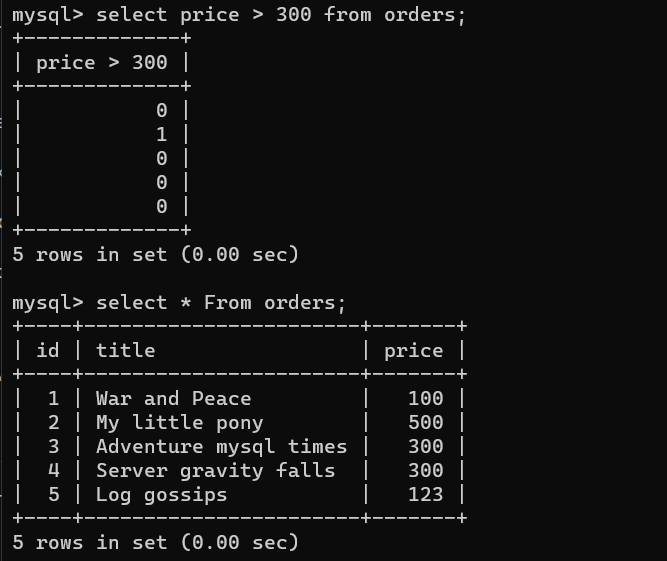 mysql> select price > 300 from orders;
+-------------+
| price > 300 |
+-------------+
|           0 |
|           1 |
|           0 |
|           0 |
|           0 |
+-------------+
5 rows in set (0.00 sec)

mysql> select * From orders;
+----+-----------------------+-------+
| id | title                 | price |
+----+-----------------------+-------+
|  1 | War and Peace         |   100 |
|  2 | My little pony        |   500 |
|  3 | Adventure mysql times |   300 |
|  4 | Server gravity falls  |   300 |
|  5 | Log gossips           |   123 |
+----+-----------------------+-------+
5 rows in set (0.00 sec)